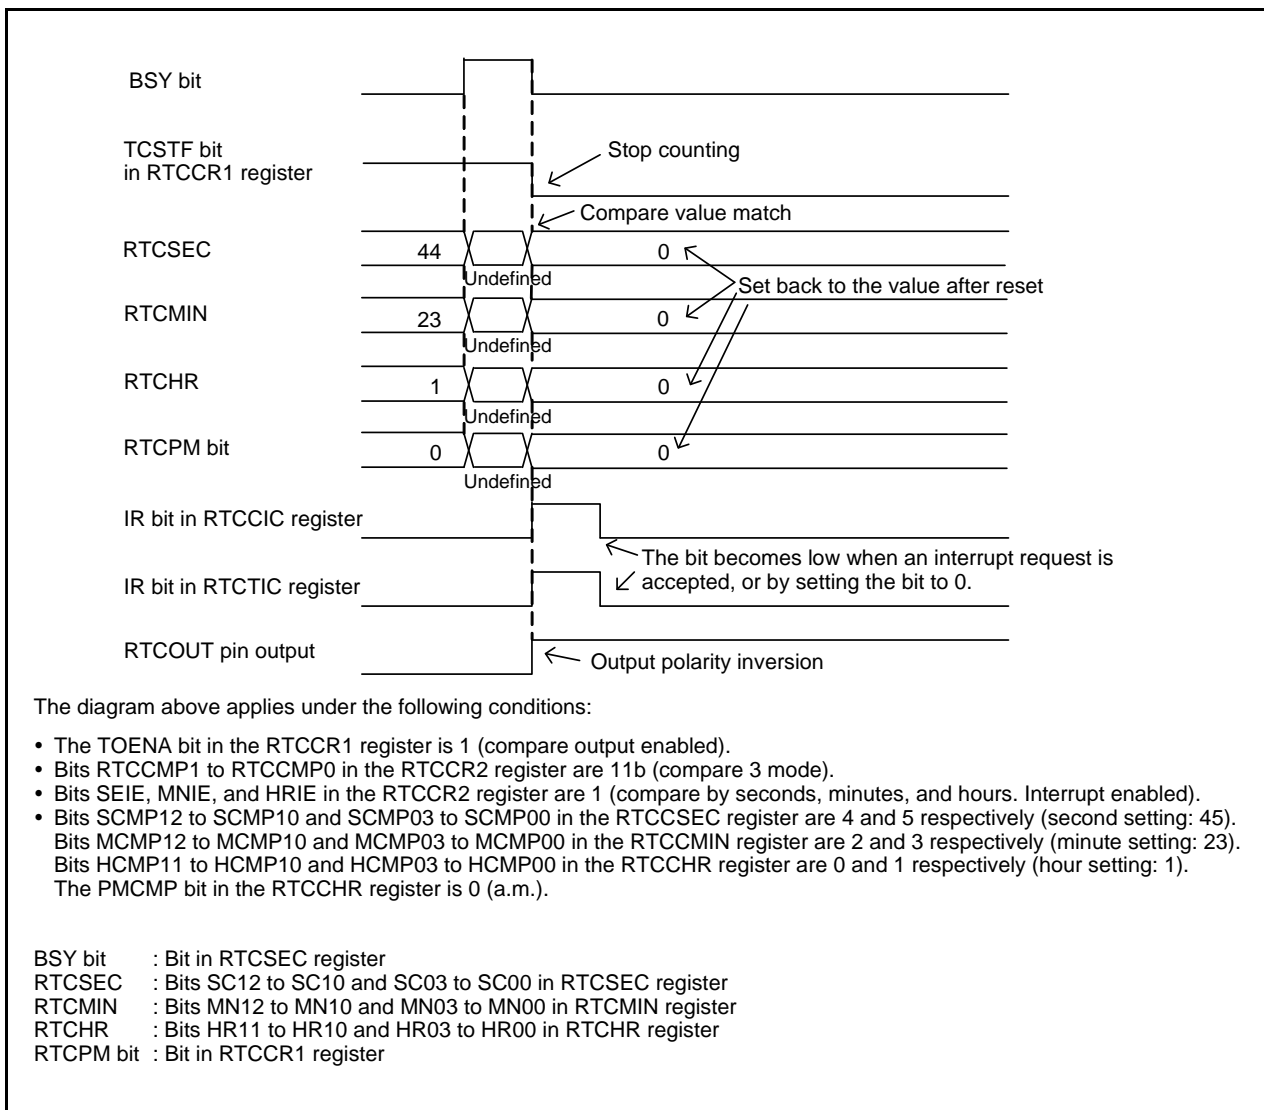 BSY bit
TCSTF bit
in RTCCR1 register
Stop counting
Compare value match
RTCSEC
44
0
Undefined
Set back to the value after reset
RTCMIN
23
0
Undefined
RTCHR
1
0
Undefined
RTCPM bit
0
0
Undefined
IR bit in RTCCIC register
The bit becomes low when an interrupt request is
accepted, or by setting the bit to 0.
IR bit in RTCTIC register
RTCOUT pin output
Output polarity inversion
The diagram above applies under the following conditions:
• The TOENA bit in the RTCCR1 register is 1 (compare output enabled).
• Bits RTCCMP1 to RTCCMP0 in the RTCCR2 register are 11b (compare 3 mode).
• Bits SEIE, MNIE, and HRIE in the RTCCR2 register are 1 (compare by seconds, minutes, and hours. Interrupt enabled).
• Bits SCMP12 to SCMP10 and SCMP03 to SCMP00 in the RTCCSEC register are 4 and 5 respectively (second setting: 45).
Bits MCMP12 to MCMP10 and MCMP03 to MCMP00 in the RTCCMIN register are 2 and 3 respectively (minute setting: 23).
Bits HCMP11 to HCMP10 and HCMP03 to HCMP00 in the RTCCHR register are 0 and 1 respectively (hour setting: 1).
The PMCMP bit in the RTCCHR register is 0 (a.m.).
BSY bit : Bit in RTCSEC register
RTCSEC : Bits SC12 to SC10 and SC03 to SC00 in RTCSEC register
RTCMIN : Bits MN12 to MN10 and MN03 to MN00 in RTCMIN register
RTCHR : Bits HR11 to HR10 and HR03 to HR00 in RTCHR register
RTCPM bit : Bit in RTCCR1 register